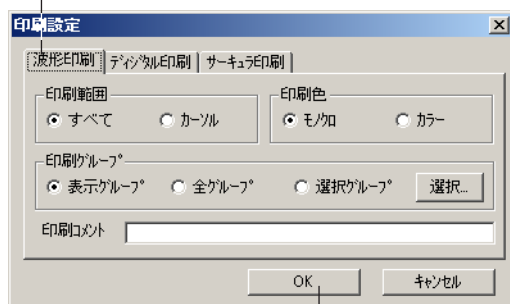 印刷設定
波形印刷 ディジタル印刷 サーキュラ印刷
印刷範囲
すべて カーソル
印刷色
モノクロ カラー
印刷グループ
表示グループ 全グループ 選択グループ 選択...
印刷コメント
OK キャンセル